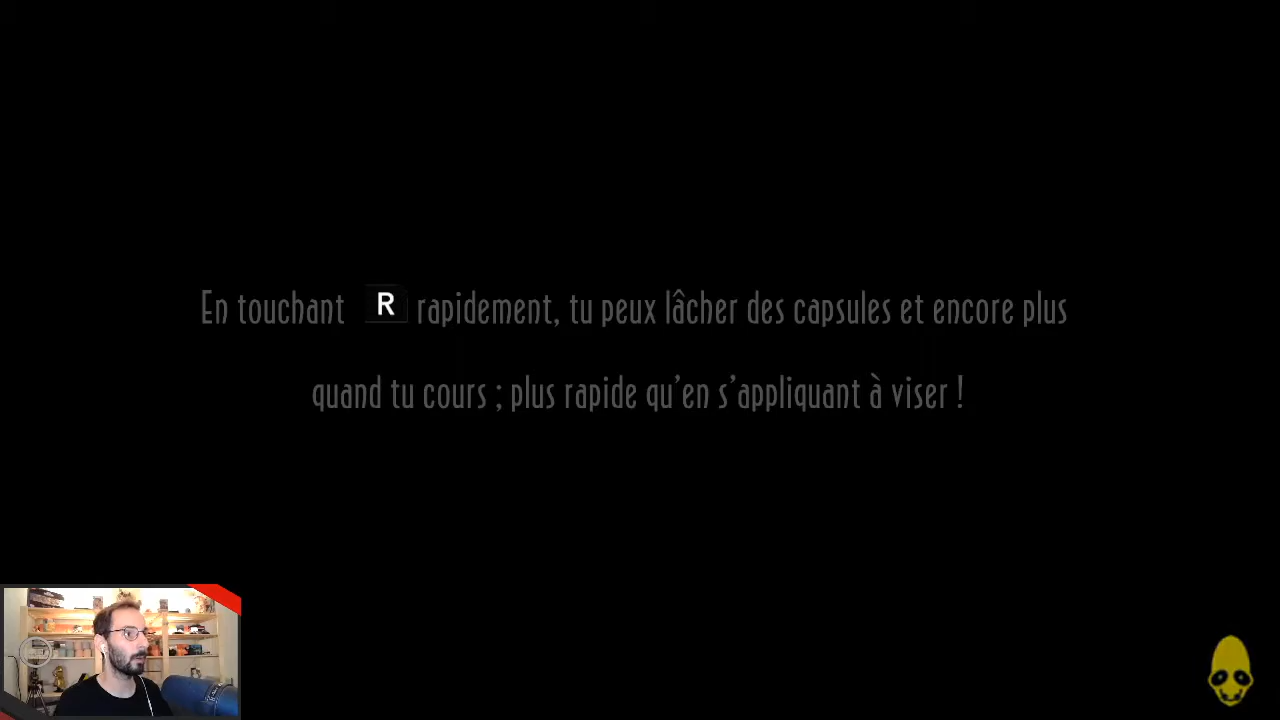 En touchant R rapidement, tu peux lâcher des capsules et encore plus
quand tu cours ; plus rapide qu'en s'appliquant à viser !